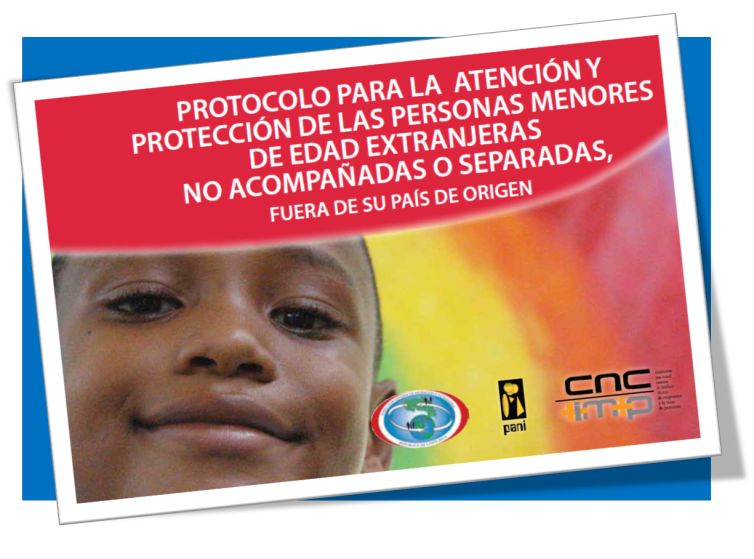 PROTOCOLO PARA LA ATENCIÓN Y
PROTECCIÓN DE LAS PERSONAS MENORES
DE EDAD EXTRANJERAS
NO ACOMPAÑADAS O SEPARADAS,
FUERA DE SU PAÍS DE ORIGEN
pani
cnc
+im+p